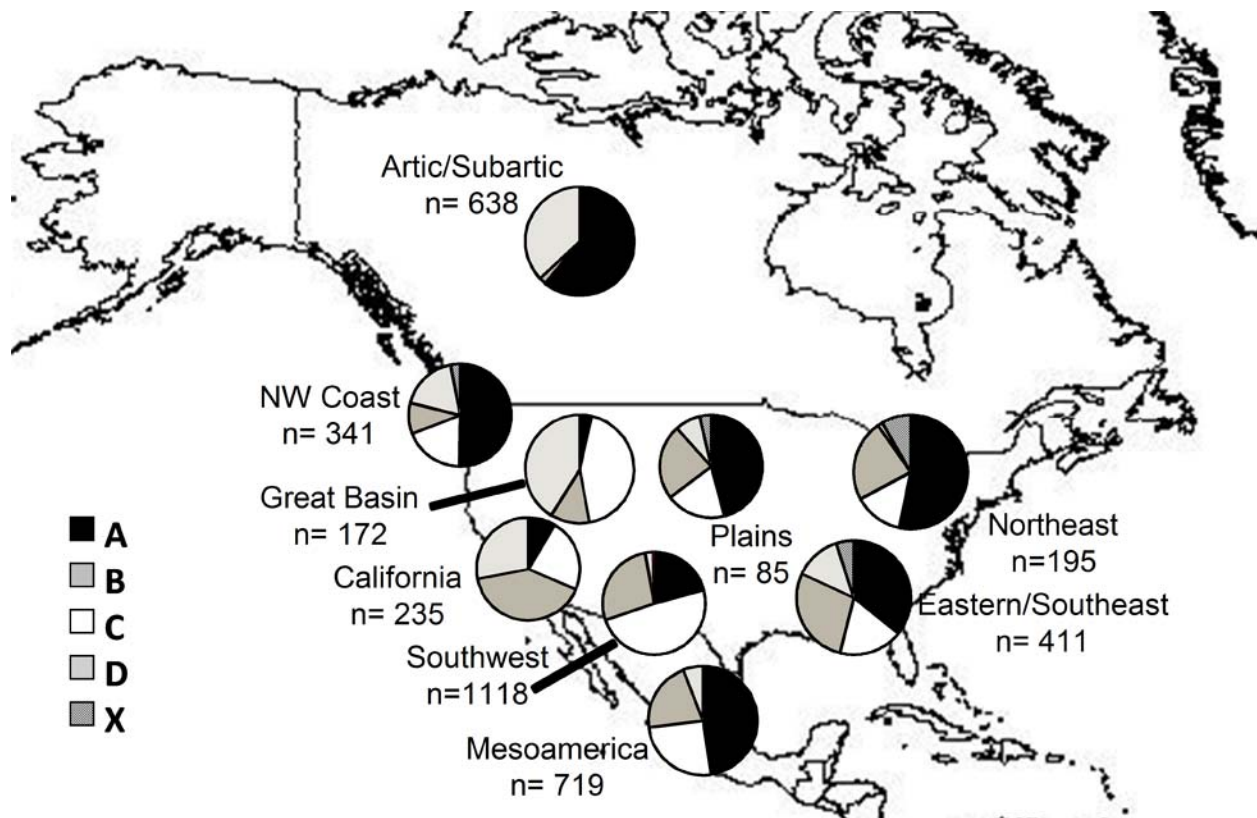 Artic/Subartic
n= 638
NW Coast
n= 341
Great Basin
n= 172
California
n= 235
Southwest
n=1118
Mesoamerica
n= 719
Plains
n= 85
Northeast
n=195
Eastern/Southeast
n= 411
A
B
C
D
X